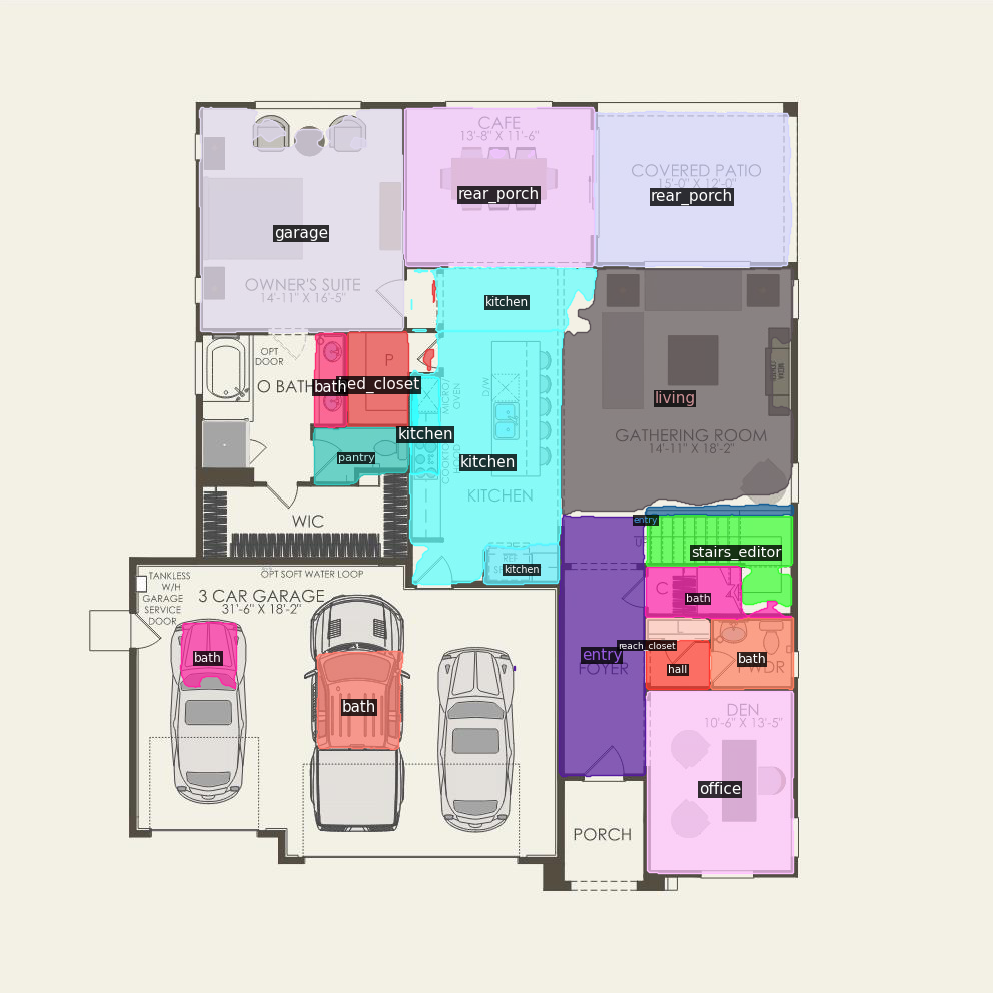 CAFE
13'-8" X 11'-6"
rear_porch
COVERED PATIO
15'-0" X 12'-0"
rear_porch
garage
OWNER'S SUITE
14'-11" X 16'-5"
kitchen
OPT
DOOR
O BATH
bath
ed_closet
P
pantry
MICRO/
OVEN
D/W
kitchen
kitchen
KITCHEN
living
GATHERING ROOM
14'-11" X 18'-2"
WIC
entry
stairs_editor
kitchen
OPT SOFT WATER LOOP
TANKLESS
W/H
GARAGE
SERVICE
DOOR
3 CAR GARAGE
31'-6" X 18'-2"
C
bath
reach_closet
entry
FOYER
hall
bath
PWDR
bath
bath
DEN
10'-6" X 13'-5"
office
PORCH